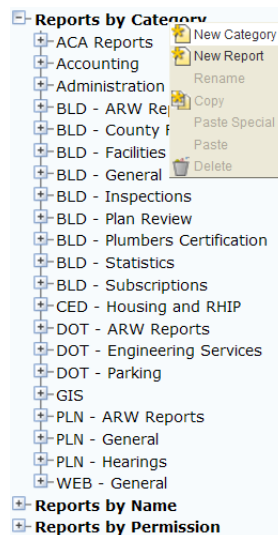 Reports by Category
New Category
ACA Reports
New Report
Accounting
Rename
Administration
Copy
BLD - ARW Re
Paste Special
BLD - County
Paste
BLD - Facilities
Delete
BLD - General
BLD - Inspections
BLD - Plan Review
BLD - Plumbers Certification
BLD - Statistics
BLD - Subscriptions
CED - Housing and RHIP
DOT - ARW Reports
DOT - Engineering Services
DOT - Parking
GIS
PLN - ARW Reports
PLN - General
PLN - Hearings
WEB - General
Reports by Name
Reports by Permission